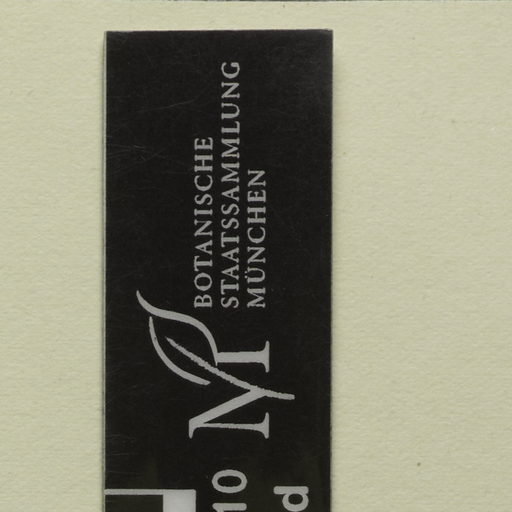 BOTANISCHE
STAATSSAMMLUNG
MÜNCHEN
M
10
d